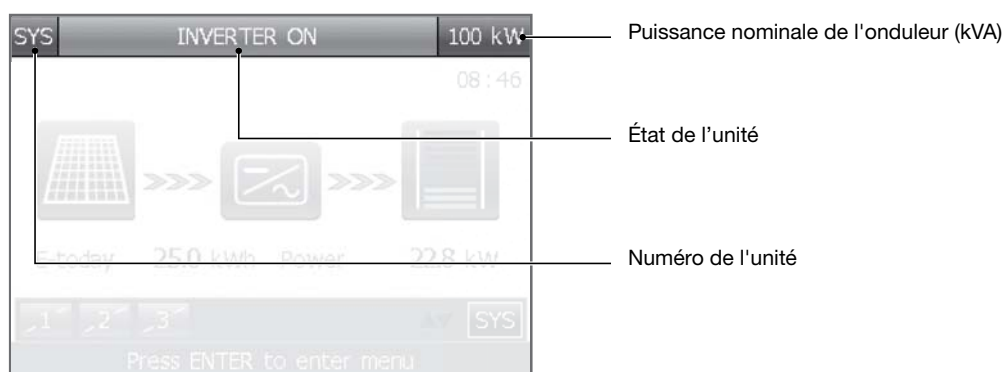 SYS INVERTER ON 100 kW
Puissance nominale de l'onduleur (kVA)
08:46
État de l’unité
E-today 25.0 kWh Power 22.8 kW
Numéro de l'unité
1 2 3 SYS
Press ENTER to enter menu